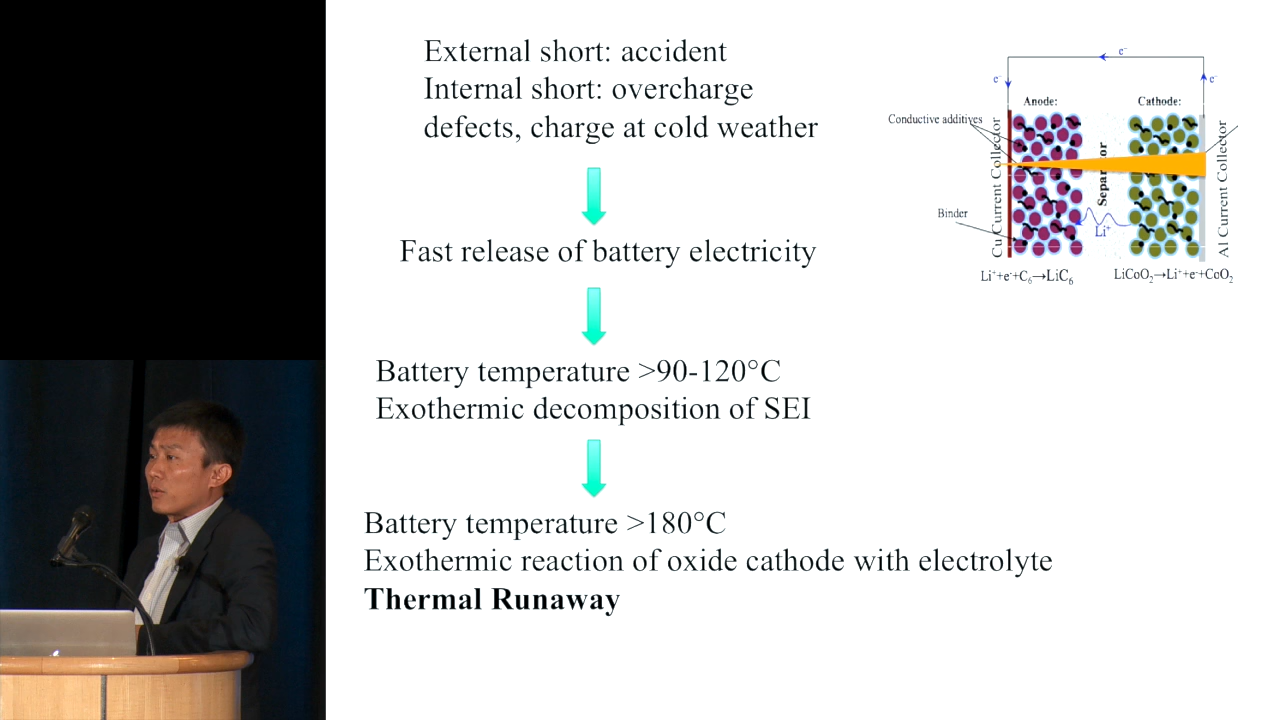 External short: accident
Internal short: overcharge
defects, charge at cold weather
Fast release of battery electricity
Battery temperature >90-120°C
Exothermic decomposition of SEI
Battery temperature >180°C
Exothermic reaction of oxide cathode with electrolyte
Thermal Runaway
e⁻
e⁻
e⁻
Anode:
Cathode:
Conductive additives
Cu Current Collector
Separator
Al Current Collector
Binder
Li⁺
Li⁺+e⁻+C₆→LiC₆
LiCoO₂→Li⁺+e⁻+CoO₂